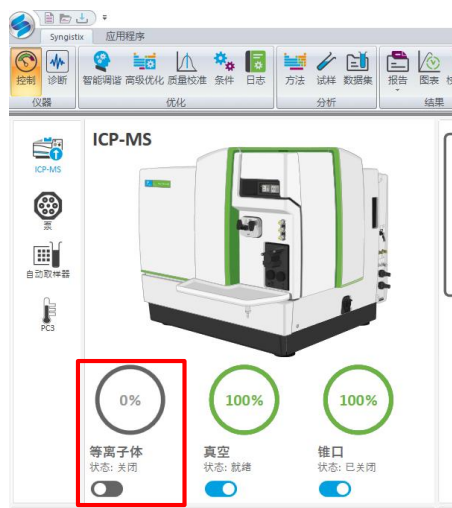 Syngistix 应用程序
控制 诊断 智能调谐 高级优化 质量校准 条件 日志 方法 试样 数据集 报告 图表
仪器 优化 分析 结果
ICP-MS
ICP-MS
泵
自动取样器
PC3
0% 100% 100%
等离子体 真空 锥口
状态: 关闭 状态: 就绪 状态: 已关闭